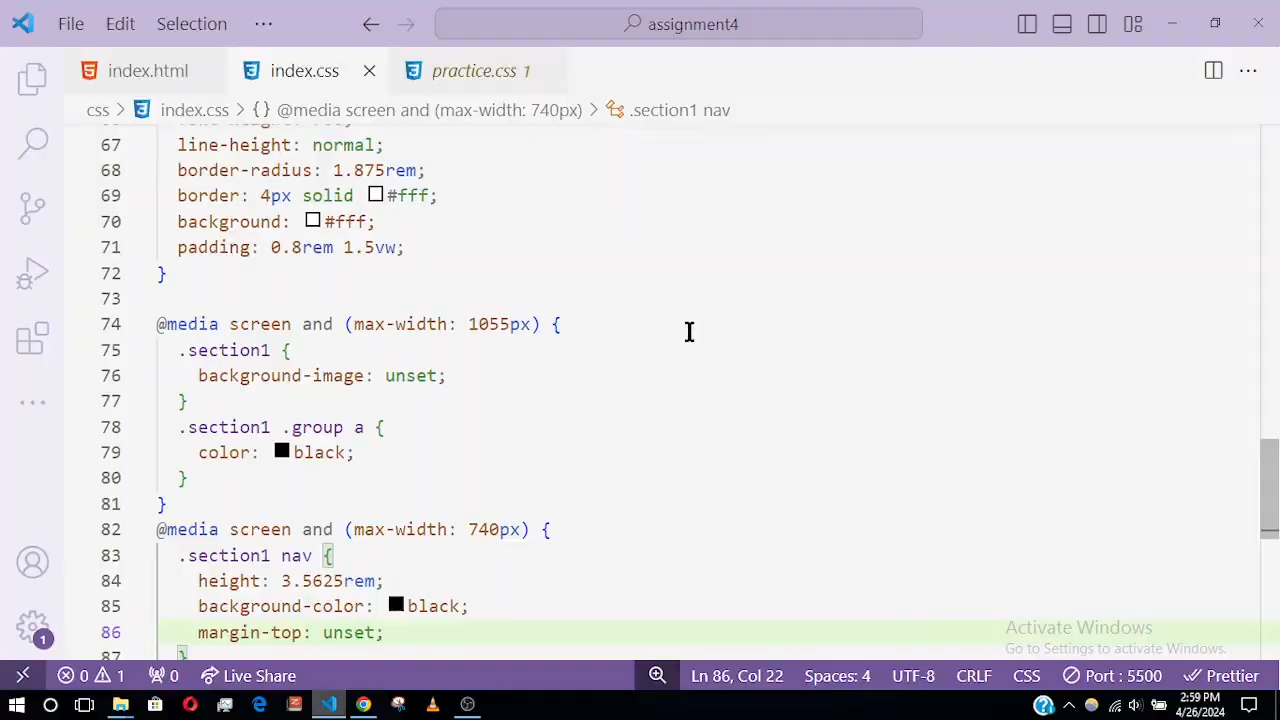 File Edit Selection ··· assignment4
index.html index.css practice.css 1
css > index.css > {} @media screen and (max-width: 740px) > .section1 nav
67 line-height: normal;
68 border-radius: 1.875rem;
69 border: 4px solid #fff;
70 background: #fff;
71 padding: 0.8rem 1.5vw;
72 }
73
74 @media screen and (max-width: 1055px) {
75 .section1 {
76 background-image: unset;
77 }
78 .section1 .group a {
79 color: black;
80 }
81 }
82 @media screen and (max-width: 740px) {
83 .section1 nav {
84 height: 3.5625rem;
85 background-color: black;
86 margin-top: unset;
87 }
Activate Windows
Go to Settings to activate Windows.
1
0 1 0 Live Share Ln 86, Col 22 Spaces: 4 UTF-8 CRLF CSS Port : 5500 Prettier
2:59 PM
4/26/2024